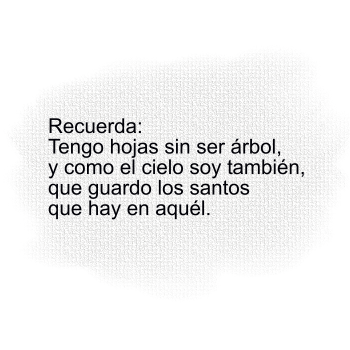 Recuerda:
Tengo hojas sin ser árbol,
y como el cielo soy también,
que guardo los santos
que hay en aquél.